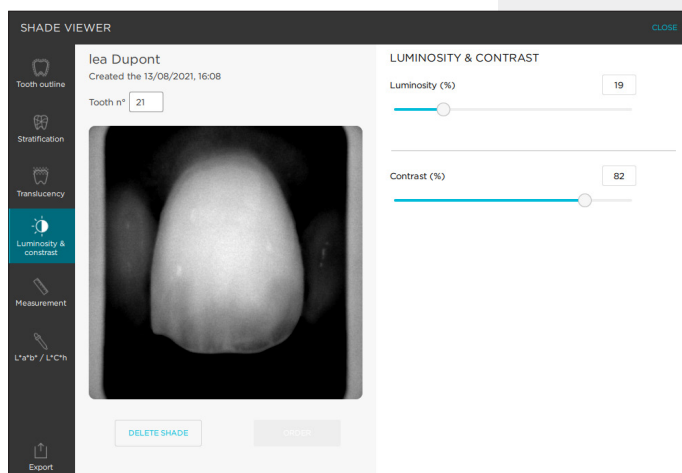 SHADE VIEWER
CLOSE
Tooth outline
Stratification
Translucency
Luminosity &
constrast
Measurement
L*a*b* / L*C*h
Export
lea Dupont
Created the 13/08/2021, 16:08
Tooth n° 21
DELETE SHADE
ORDER
LUMINOSITY & CONTRAST
Luminosity (%) 19
Contrast (%) 82